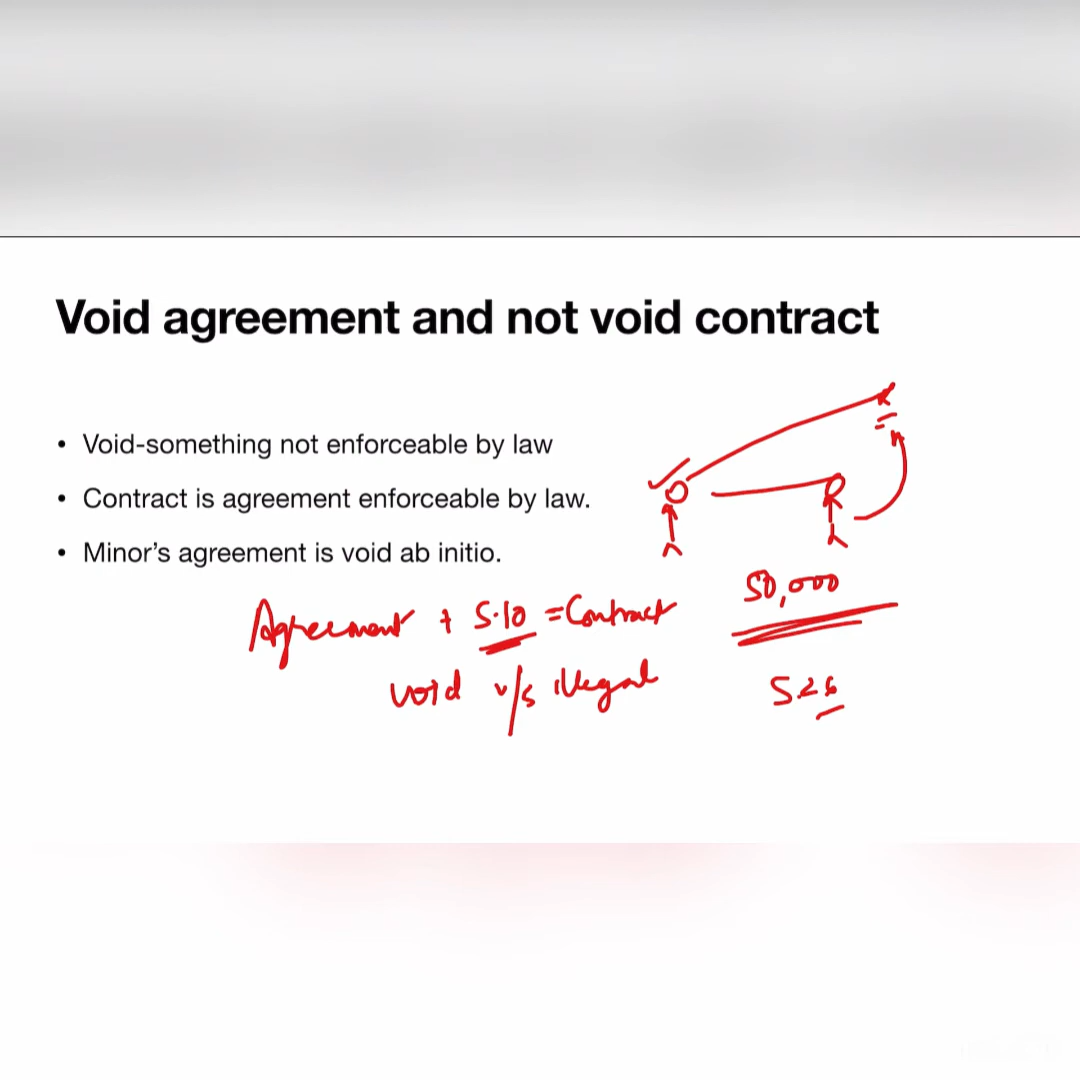 Void agreement and not void contract
• Void-something not enforceable by law
• Contract is agreement enforceable by law.
• Minor's agreement is void ab initio.
50,000
Agreement + S.10 = Contract
void v/s illegal
S.26